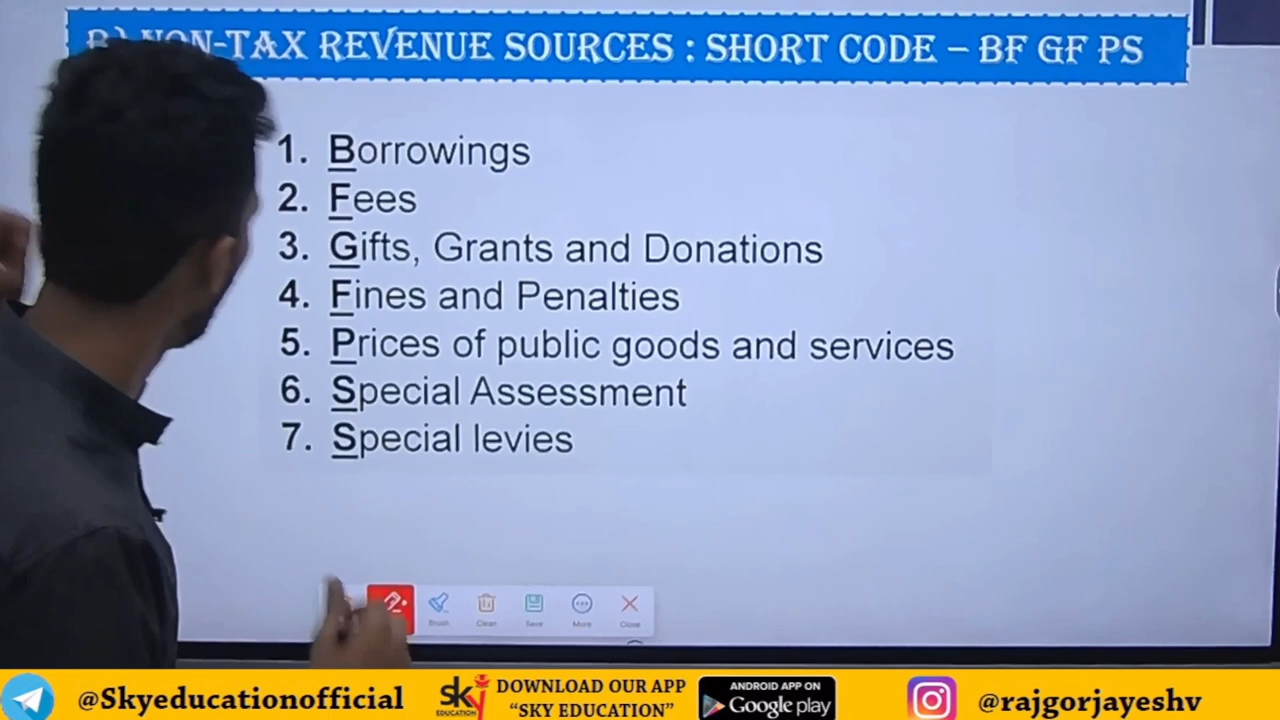 B) NON-TAX REVENUE SOURCES : SHORT CODE – BF GF PS
1. Borrowings
2. Fees
3. Gifts, Grants and Donations
4. Fines and Penalties
5. Prices of public goods and services
6. Special Assessment
7. Special levies
Brush Clean Save More Close
@Skyeducationofficial
sky
EDUCATION
DOWNLOAD OUR APP
“SKY EDUCATION”
ANDROID APP ON
Google play
@rajgorjayeshv